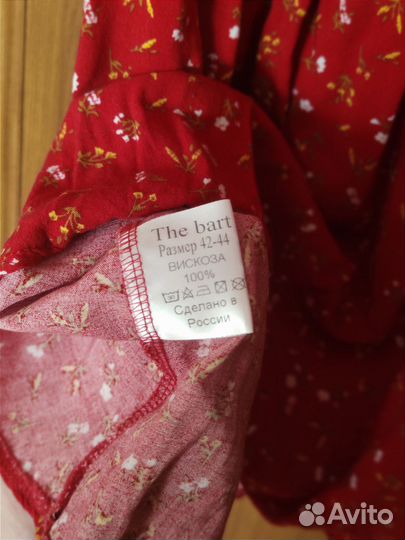 The bart
Размер 42-44
ВИСКОЗА
100%
Сделано в
России
Avito